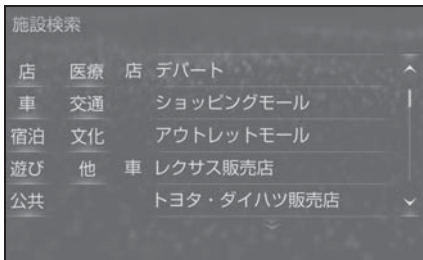 施設検索
店 医療 店 デパート
車 交通 ショッピングモール
宿泊 文化 アウトレットモール
遊び 他 車 レクサス販売店
公共 トヨタ・ダイハツ販売店